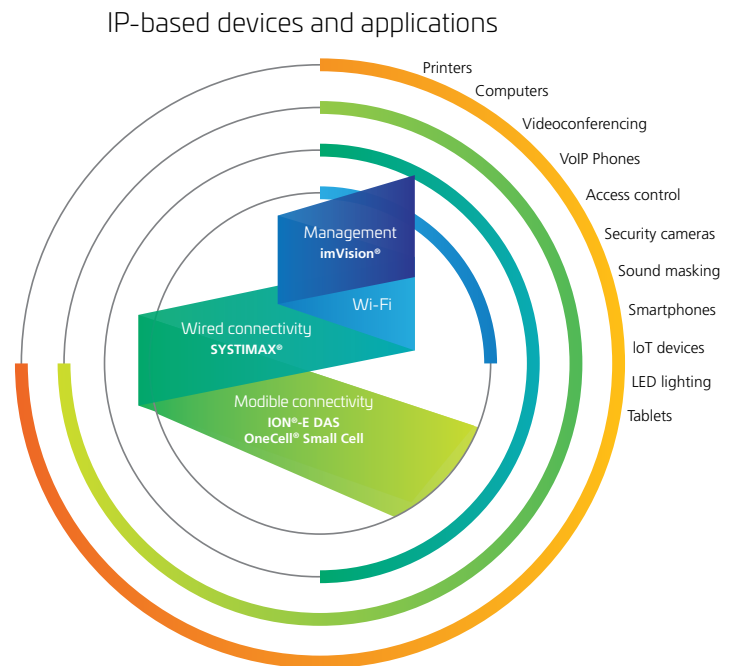 IP-based devices and applications
Printers
Computers
Videoconferencing
VoIP Phones
Access control
Security cameras
Sound masking
Smartphones
IoT devices
LED lighting
Tablets
Management
imVision®
Wi-Fi
Wired connectivity
SYSTIMAX®
Modible connectivity
ION®-E DAS
OneCell® Small Cell